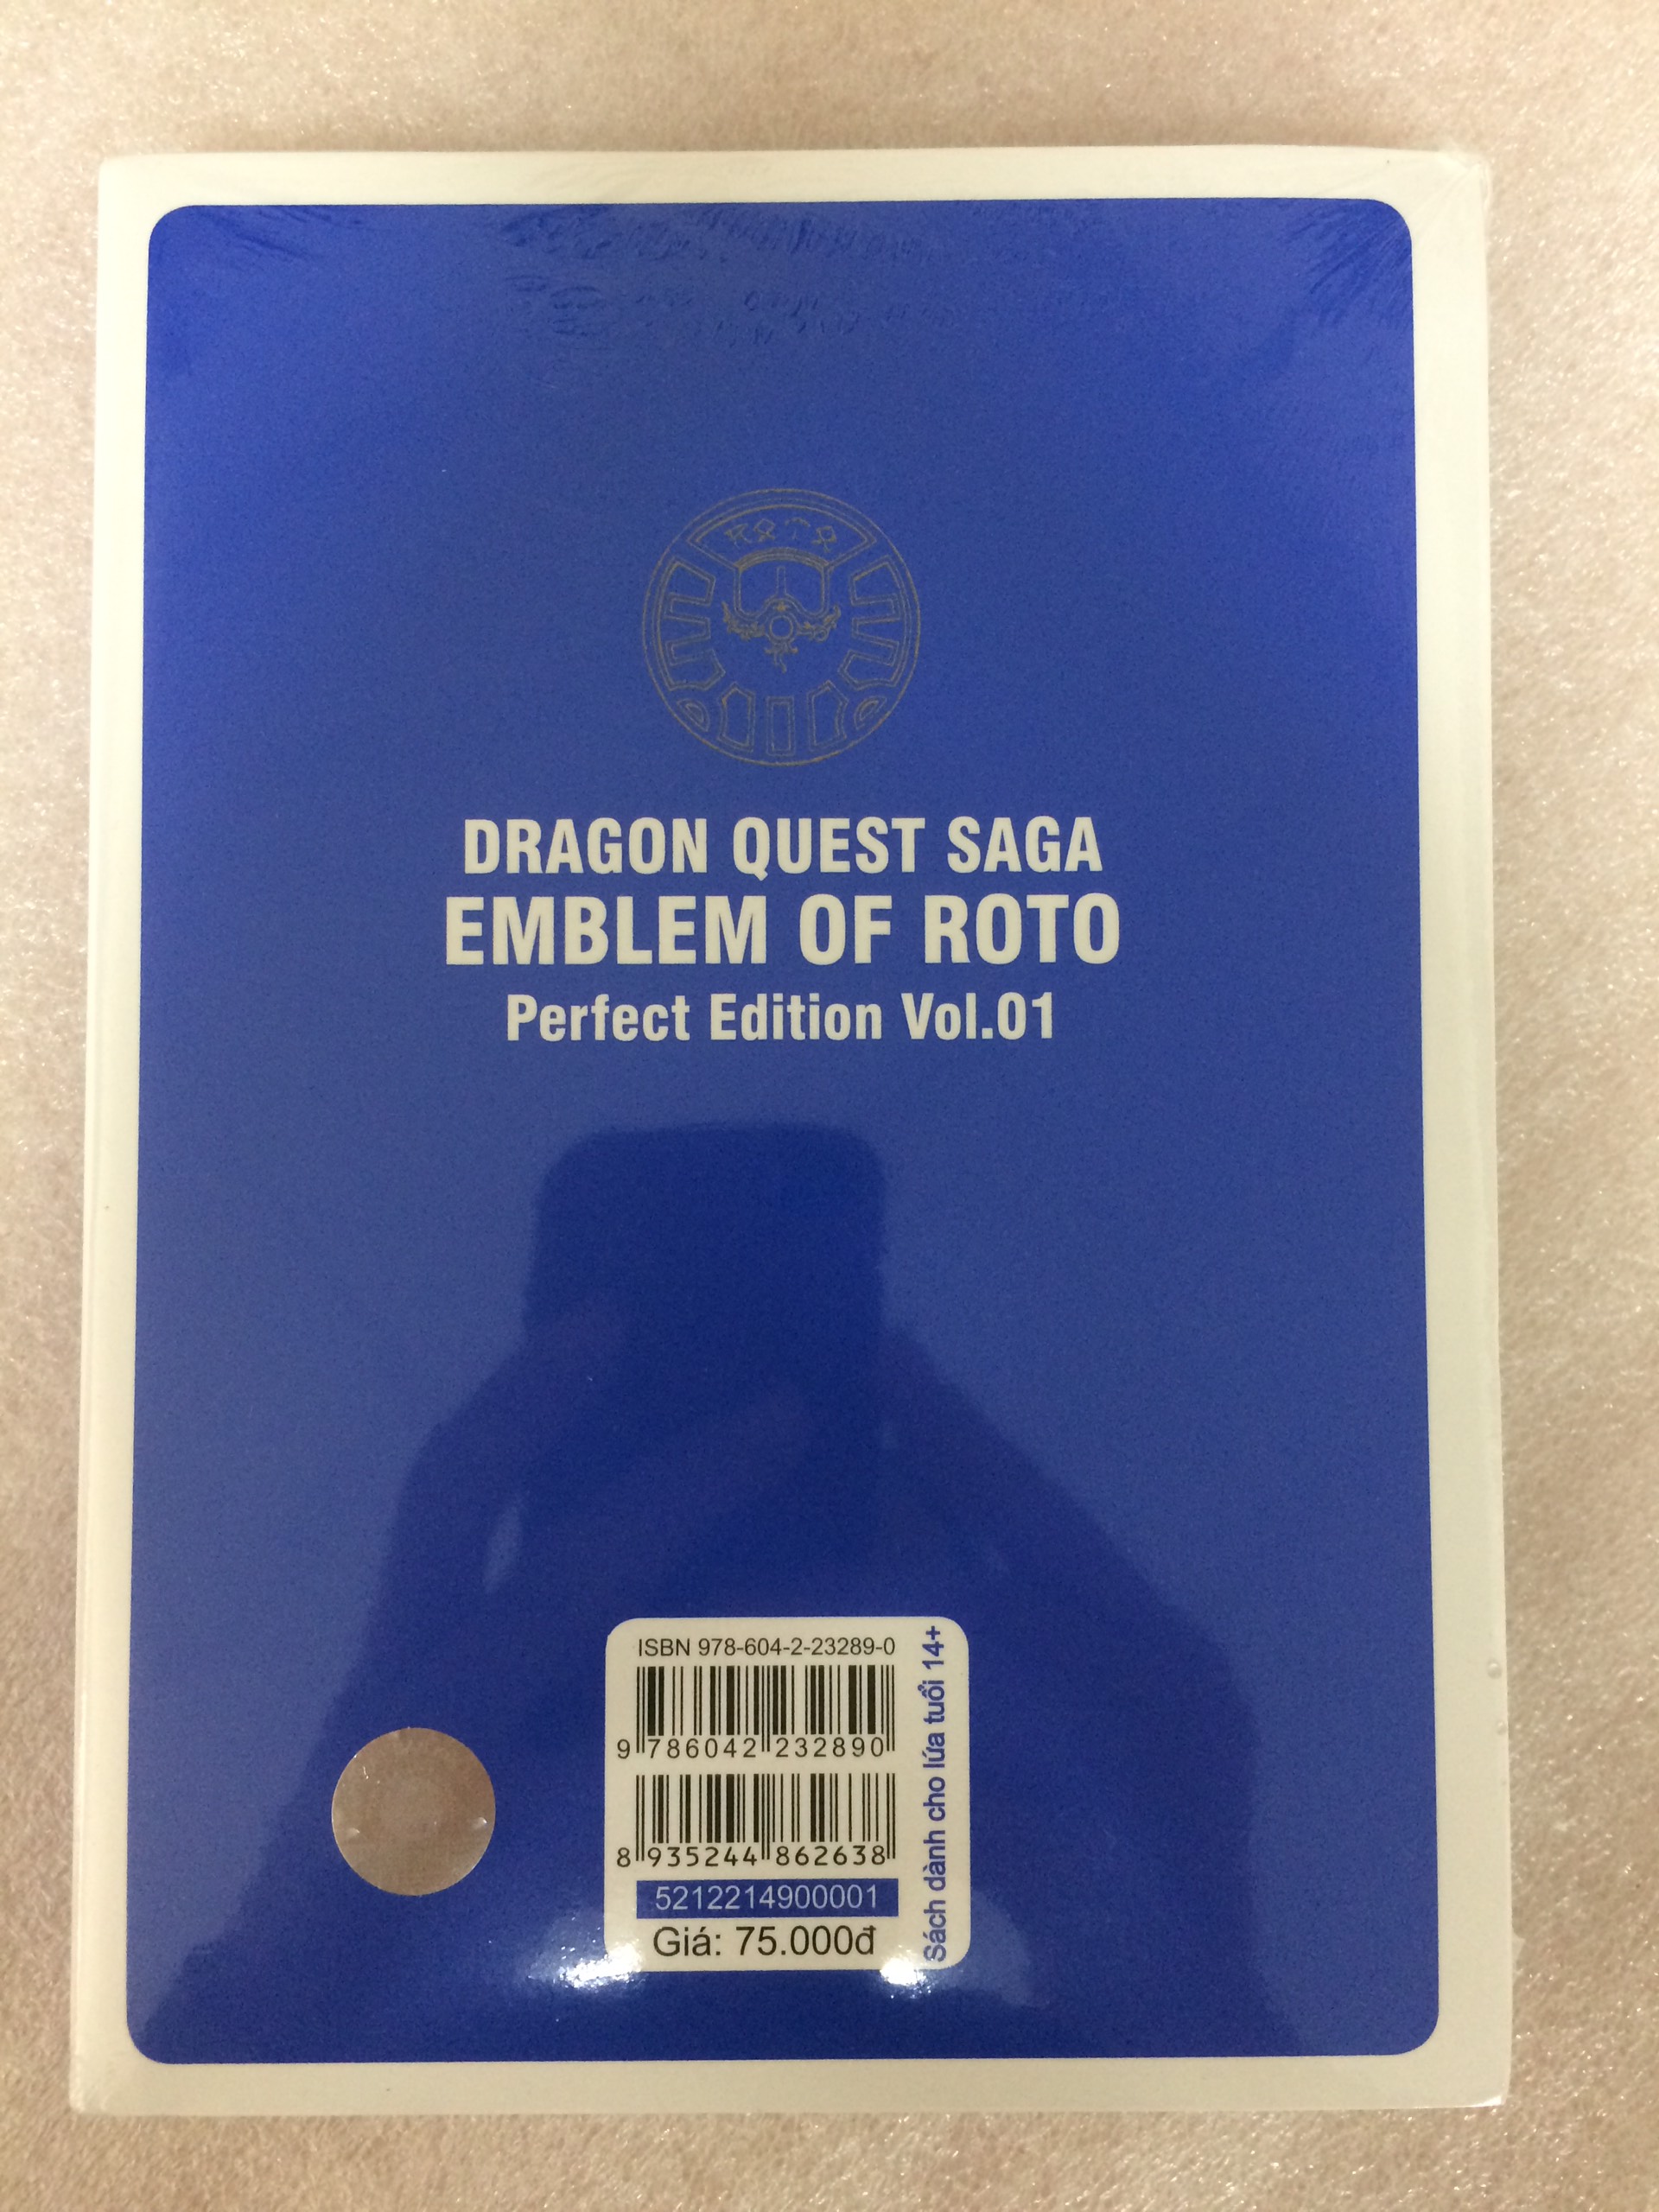 ROTO
DRAGON QUEST SAGA
EMBLEM OF ROTO
Perfect Edition Vol.01
ISBN 978-604-2-23289-0
9 786042 232890
8 935244 862638
5212214900001
Giá: 75.000đ
Sách dành cho lứa tuổi 14+